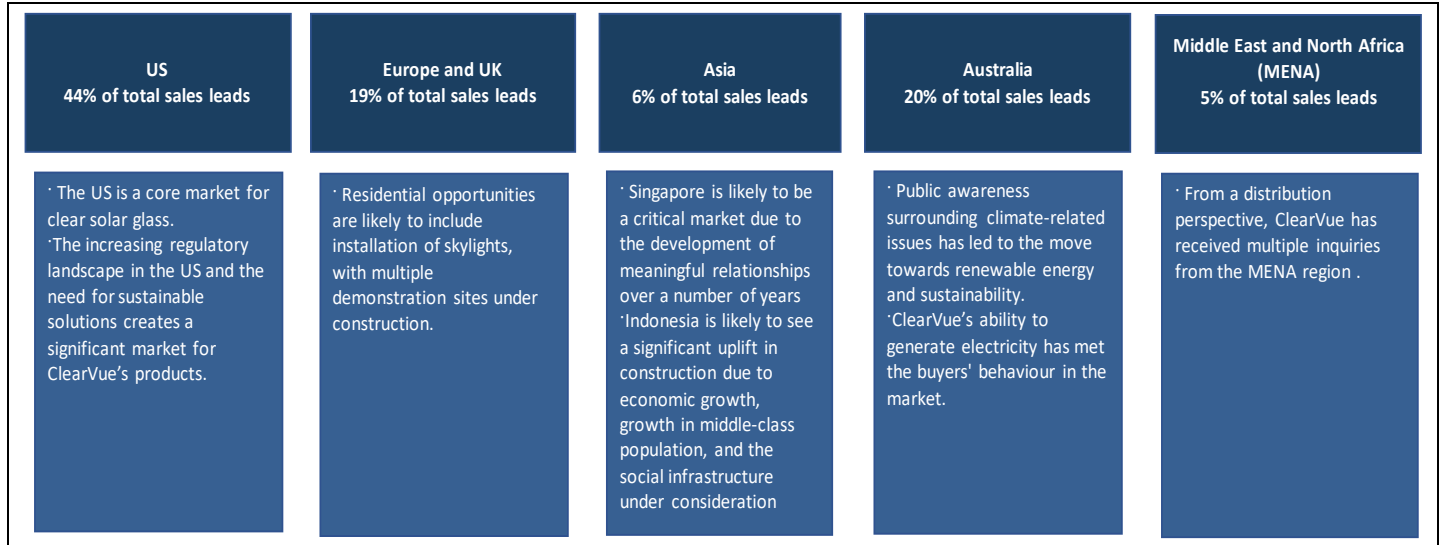 US
44% of total sales leads
Europe and UK
19% of total sales leads
Asia
6% of total sales leads
Australia
20% of total sales leads
Middle East and North Africa
(MENA)
5% of total sales leads
· The US is a core market for
clear solar glass.
·The increasing regulatory
landscape in the US and the
need for sustainable
solutions creates a
significant market for
ClearVue's products.
· Residential opportunities
are likely to include
installation of skylights,
with multiple
demonstration sites under
construction.
· Singapore is likely to be
a critical market due to
the development of
meaningful relationships
over a number of years
·Indonesia is likely to see
a significant uplift in
construction due to
economic growth,
growth in middle-class
population, and the
social infrastructure
under consideration
· Public awareness
surrounding climate-related
issues has led to the move
towards renewable energy
and sustainability.
·ClearVue's ability to
generate electricity has met
the buyers' behaviour in the
market.
· From a distribution
perspective, ClearVue has
received multiple inquiries
from the MENA region .